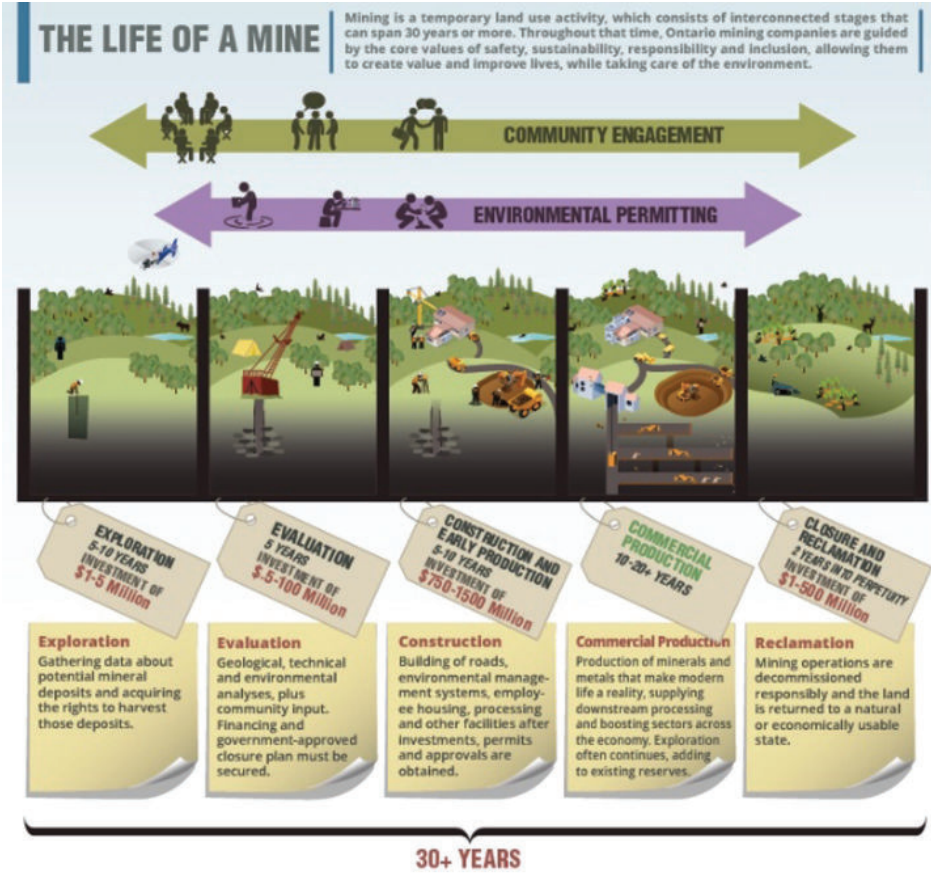 THE LIFE OF A MINE
Mining is a temporary land use activity, which consists of interconnected stages that
can span 30 years or more. Throughout that time, Ontario mining companies are guided
by the core values of safety, sustainability, responsibility and inclusion, allowing them
to create value and improve lives, while taking care of the environment.
COMMUNITY ENGAGEMENT
ENVIRONMENTAL PERMITTING
EXPLORATION
5-10 YEARS
INVESTMENT OF
$1-5 Million
EVALUATION
5 YEARS
INVESTMENT OF
$.5-100 Million
CONSTRUCTION AND
EARLY PRODUCTION
5-10 YEARS
INVESTMENT OF
$750-1500 Million
COMMERCIAL
PRODUCTION
10-20+ YEARS
CLOSURE AND
RECLAMATION
2 YEARS INTO PERPETUITY
INVESTMENT OF
$1-500 Million
Exploration
Gathering data about
potential mineral
deposits and acquiring
the rights to harvest
those deposits.
Evaluation
Geological, technical
and environmental
analyses, plus
community input.
Financing and
government-approved
closure plan must be
secured.
Construction
Building of roads,
environmental manage-
ment systems, employ-
ee housing, processing
and other facilities after
investments, permits
and approvals are
obtained.
Commercial Production
Production of minerals and
metals that make modern
life a reality, supplying
downstream processing
and boosting sectors across
the economy. Exploration
often continues, adding
to existing reserves.
Reclamation
Mining operations are
decommissioned
responsibly and the land
is returned to a natural
or economically usable
state.
30+ YEARS